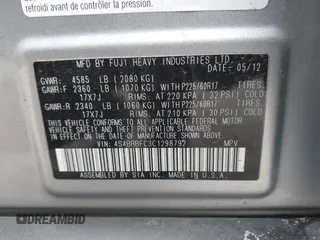 refroidi avant de contrôler la pression.
MFD BY FUJI HEAVY INDUSTRIES LTD.
GVWR: 4585 LB (2080 KG) DATE: 05/12
GAWR:F 2360 LB (1070 KG) WITH P225/60R17 TIRES,
17X7J RIMS, AT 220 KPA (32 PSI) COLD
GAWR:R 2340 LB (1060 KG) WITH P225/60R17 TIRES,
17X7J RIMS, AT 210 KPA (30 PSI) COLD
THIS VEHICLE CONFORMS TO ALL APPLICABLE FEDERAL MOTOR
VEHICLE SAFETY, BUMPER, AND THEFT PREVENTION STANDARDS
IN EFFECT ON THE DATE OF MANUFACTURE SHOWN ABOVE.
VIN: 4S4BRBFC3C1298792 MPV
ASSEMBLED BY SIA INC. MADE IN U.S.A.
DREAMBID